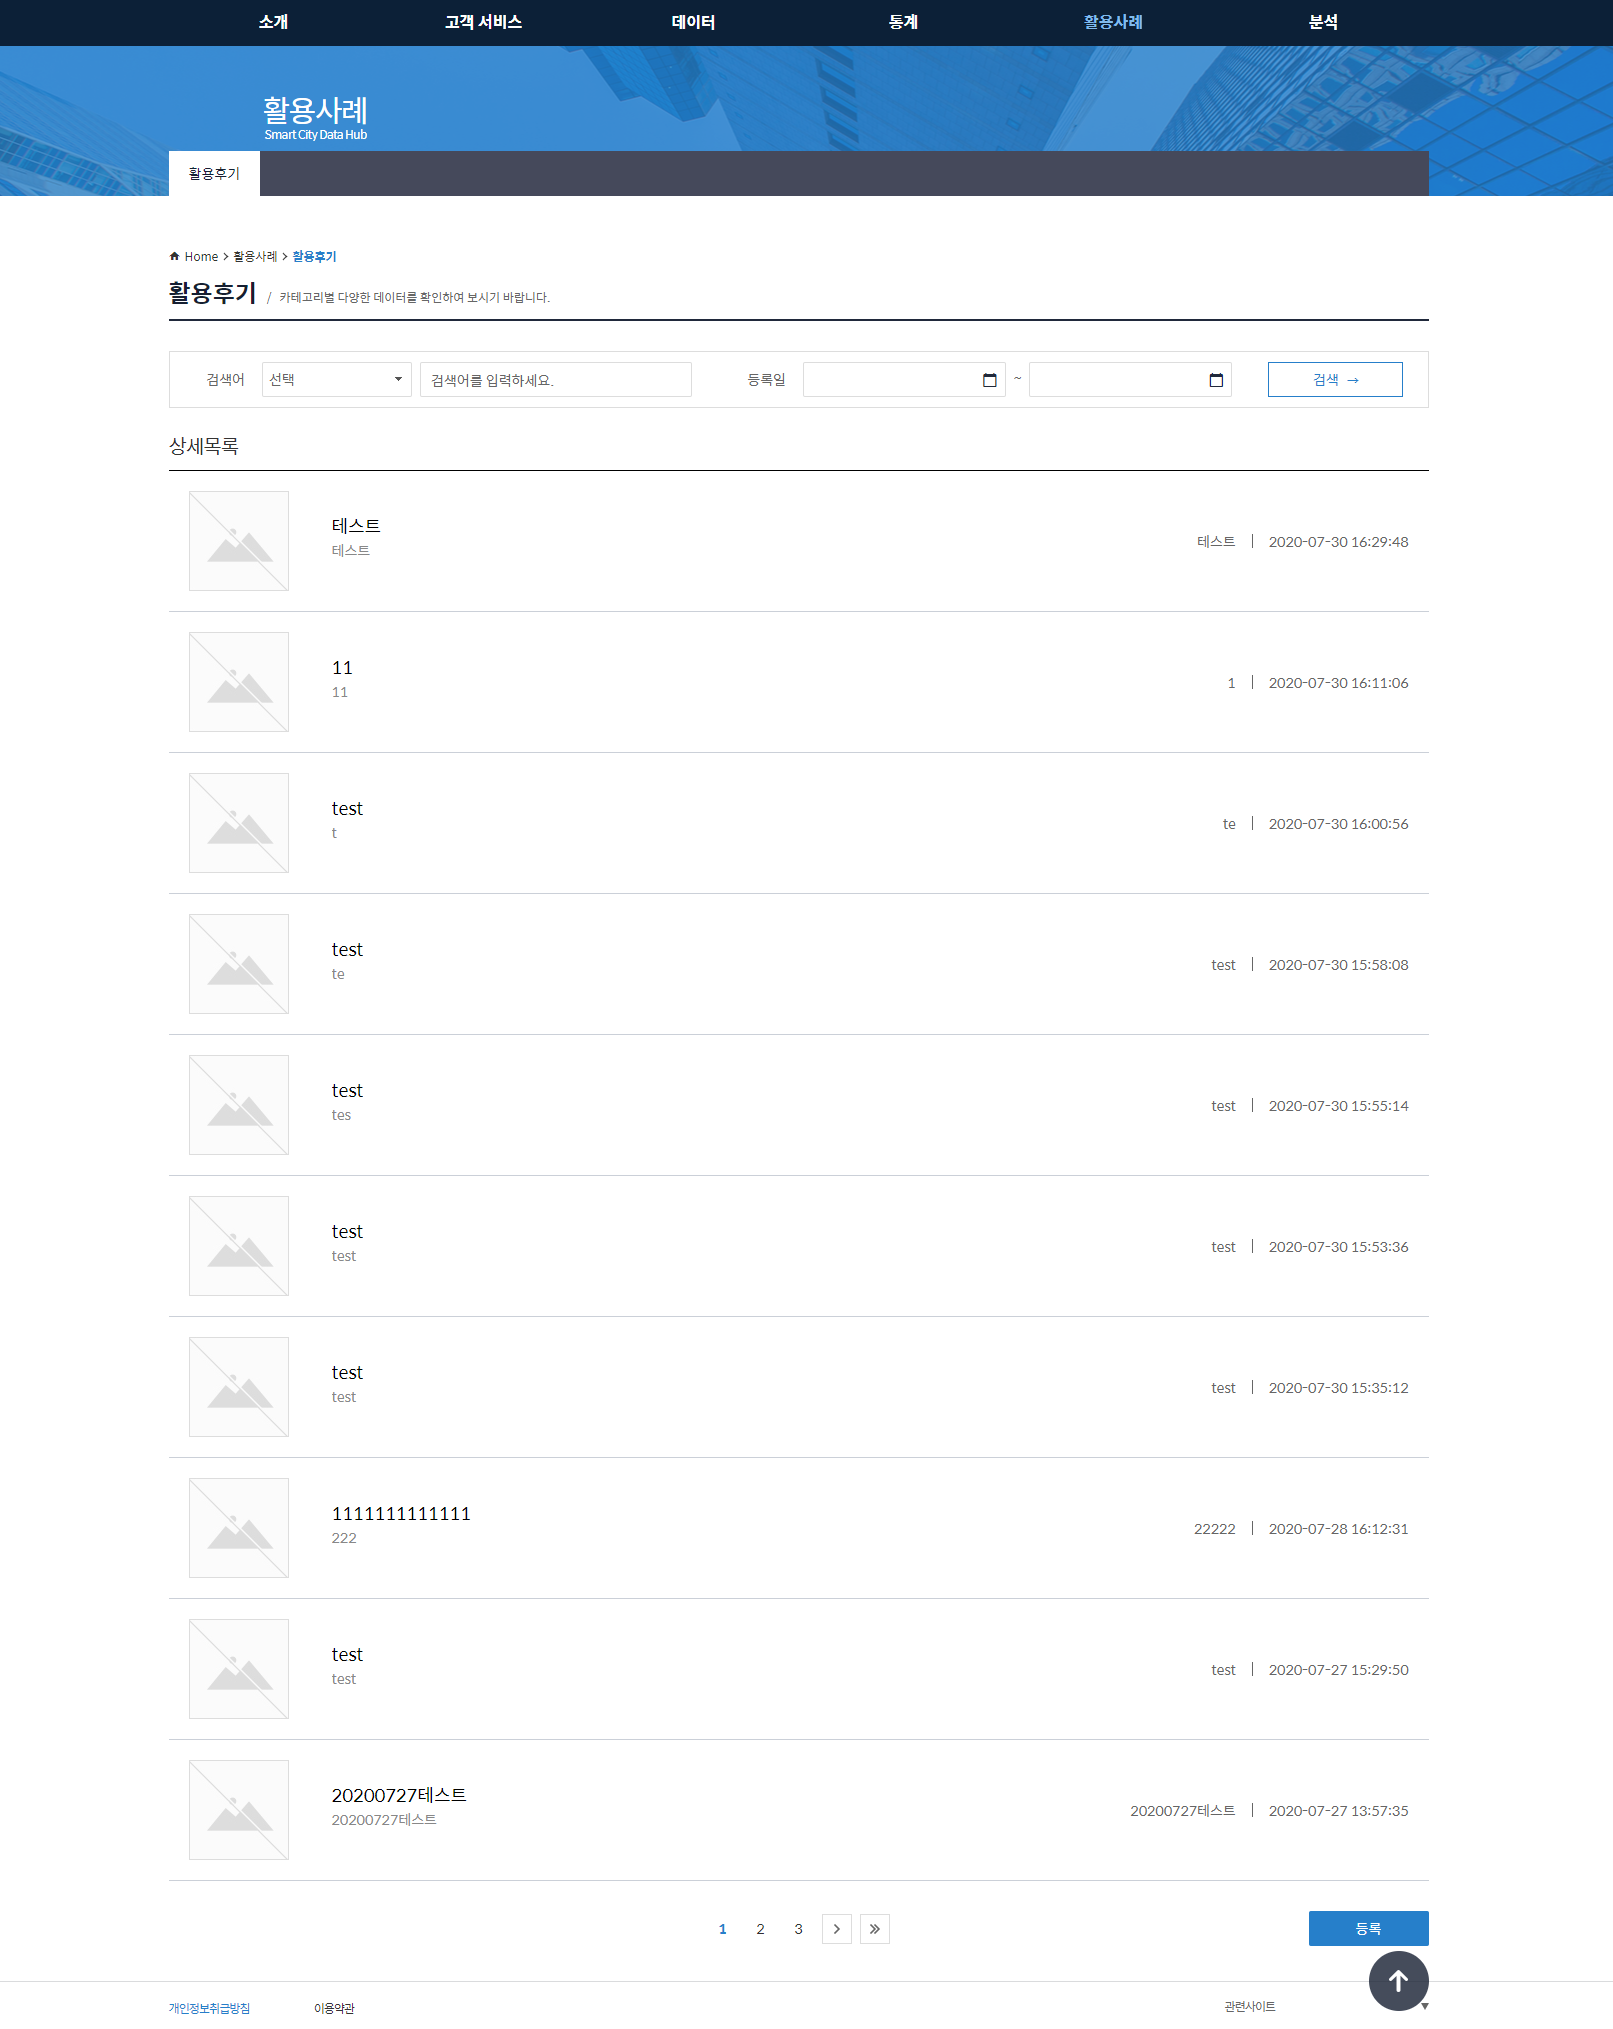 소개 고객 서비스 데이터 통계 활용사례 분석
활용사례
Smart City Data Hub
활용후기
Home 활용사례 활용후기
활용후기 / 카테고리별 다양한 데이터를 확인하여 보시기 바랍니다.
검색어 선택 검색어를 입력하세요. 등록일 ~ 검색 →
상세목록
테스트
테스트
테스트 | 2020-07-30 16:29:48
11
11
1 | 2020-07-30 16:11:06
test
t
te | 2020-07-30 16:00:56
test
te
test | 2020-07-30 15:58:08
test
tes
test | 2020-07-30 15:55:14
test
test
test | 2020-07-30 15:53:36
test
test
test | 2020-07-30 15:35:12
1111111111111
222
22222 | 2020-07-28 16:12:31
test
test
test | 2020-07-27 15:29:50
20200727테스트
20200727테스트
20200727테스트 | 2020-07-27 13:57:35
1 2 3
등록
개인정보취급방침 이용약관 관련사이트